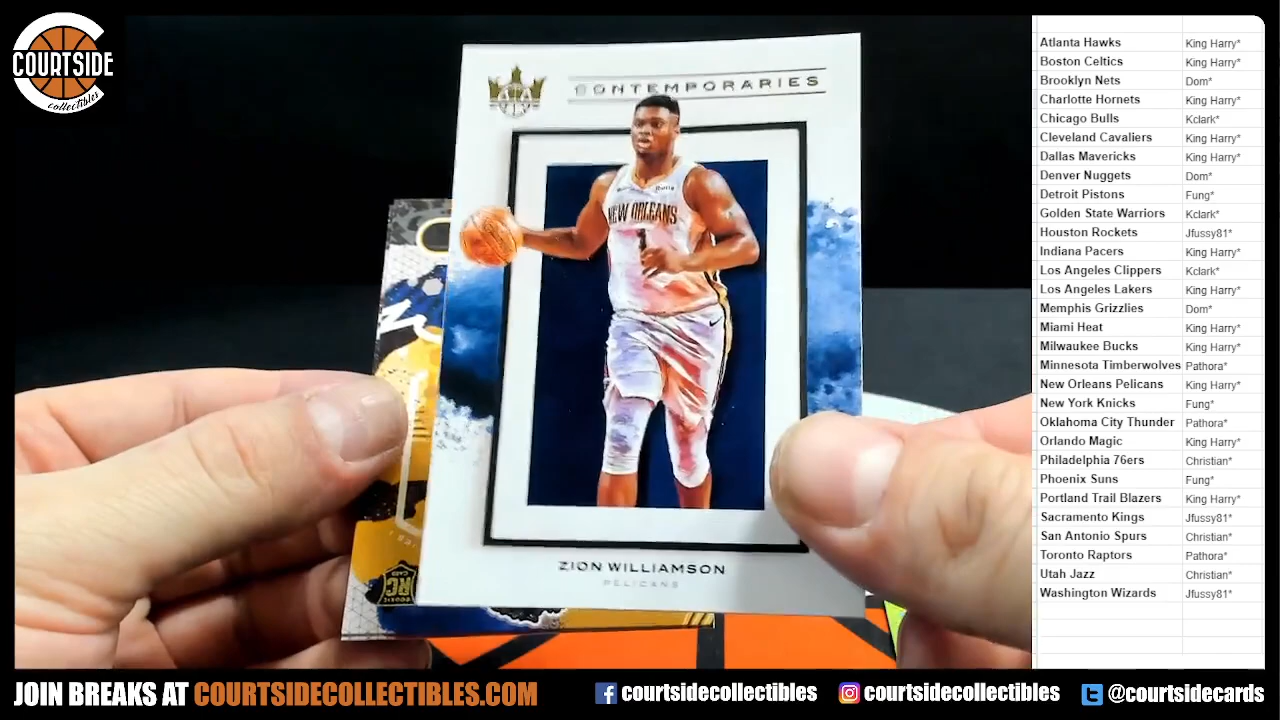 COURTSIDE
collectibles
CONTEMPORARIES
NEW ORLEANS
1
ZION WILLIAMSON
PELICANS
RC
ROOKIE
CARD
Atlanta Hawks King Harry*
Boston Celtics King Harry*
Brooklyn Nets Dom*
Charlotte Hornets King Harry*
Chicago Bulls Kclark*
Cleveland Cavaliers King Harry*
Dallas Mavericks King Harry*
Denver Nuggets Dom*
Detroit Pistons Fung*
Golden State Warriors Kclark*
Houston Rockets Jfussy81*
Indiana Pacers King Harry*
Los Angeles Clippers Kclark*
Los Angeles Lakers King Harry*
Memphis Grizzlies Dom*
Miami Heat King Harry*
Milwaukee Bucks King Harry*
Minnesota Timberwolves Pathora*
New Orleans Pelicans King Harry*
New York Knicks Fung*
Oklahoma City Thunder Pathora*
Orlando Magic King Harry*
Philadelphia 76ers Christian*
Phoenix Suns Fung*
Portland Trail Blazers King Harry*
Sacramento Kings Jfussy81*
San Antonio Spurs Christian*
Toronto Raptors Pathora*
Utah Jazz Christian*
Washington Wizards Jfussy81*
JOIN BREAKS AT COURTSIDECOLLECTIBLES.COM
courtsidecollectibles
courtsidecollectibles
@courtsidecards